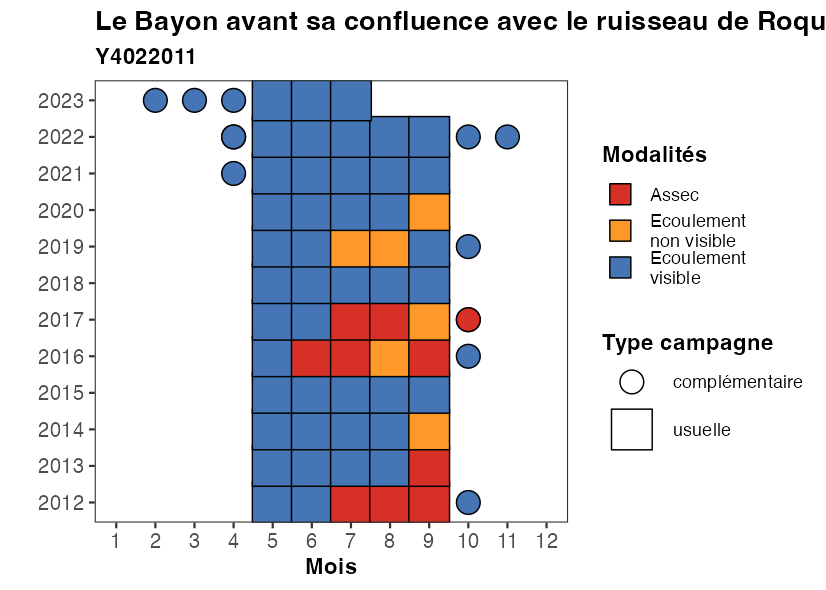 Le Bayon avant sa confluence avec le ruisseau de Roqu
Y4022011
2023
2022
2021
2020
2019
2018
2017
2016
2015
2014
2013
2012
1 2 3 4 5 6 7 8 9 10 11 12
Mois
Modalités
Assec
Ecoulement
non visible
Ecoulement
visible
Type campagne
complémentaire
usuelle